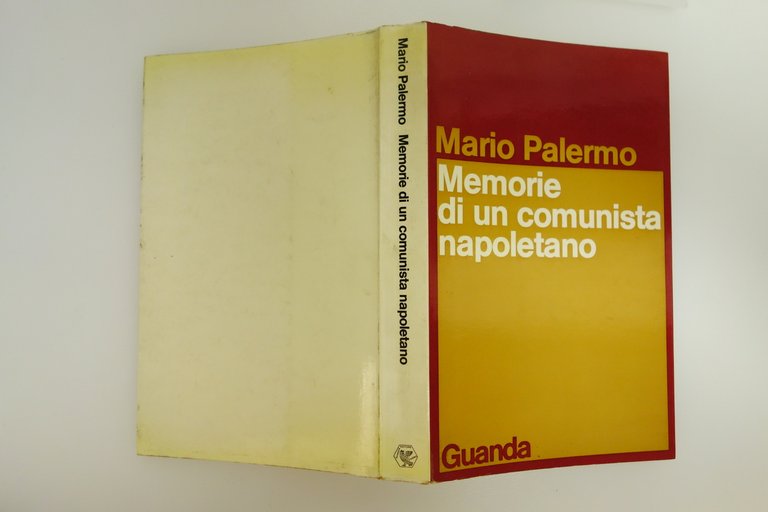 Mario Palermo Memorie di un comunista napoletano
Mario Palermo
Memorie
di un comunista
napoletano
Guanda